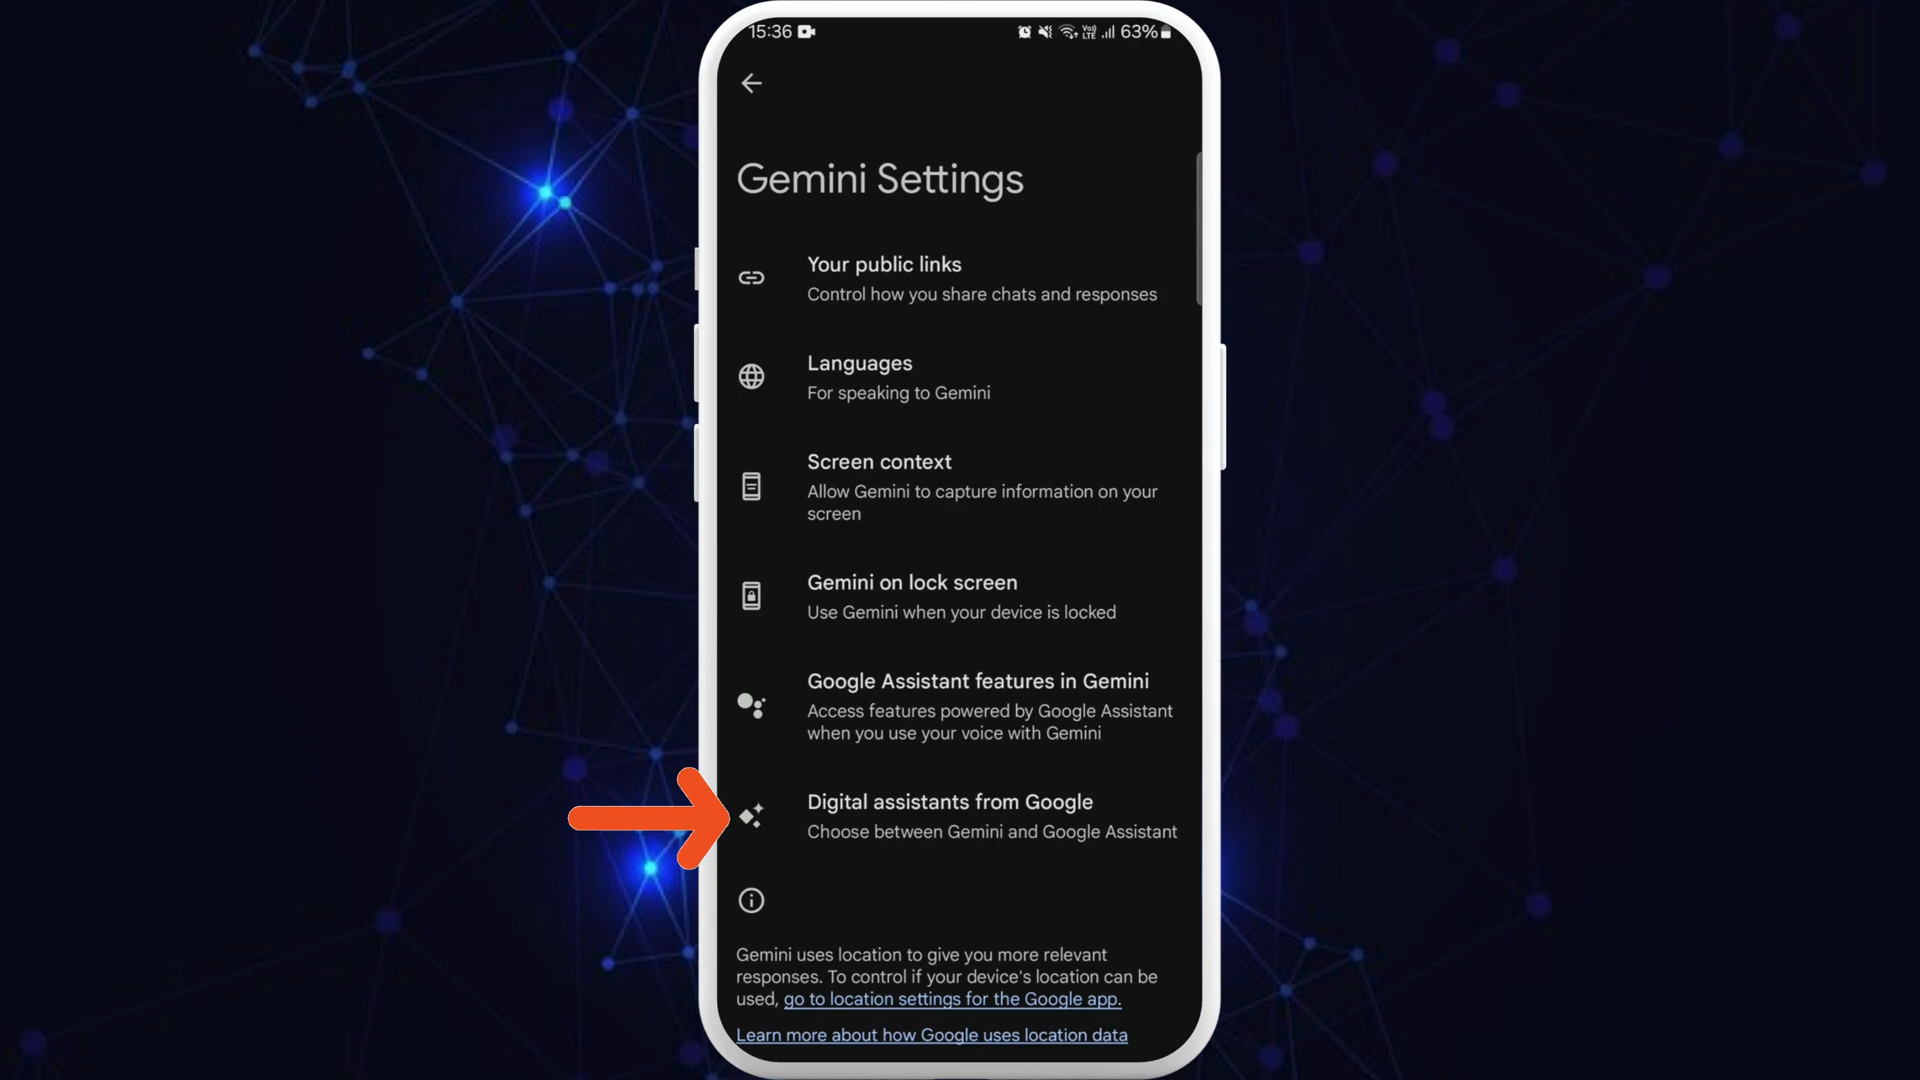 15:36
Vo)) LTE 63%
Gemini Settings
Your public links
Control how you share chats and responses
Languages
For speaking to Gemini
Screen context
Allow Gemini to capture information on your
screen
Gemini on lock screen
Use Gemini when your device is locked
Google Assistant features in Gemini
Access features powered by Google Assistant
when you use your voice with Gemini
Digital assistants from Google
Choose between Gemini and Google Assistant
Gemini uses location to give you more relevant
responses. To control if your device's location can be
used, go to location settings for the Google app.
Learn more about how Google uses location data